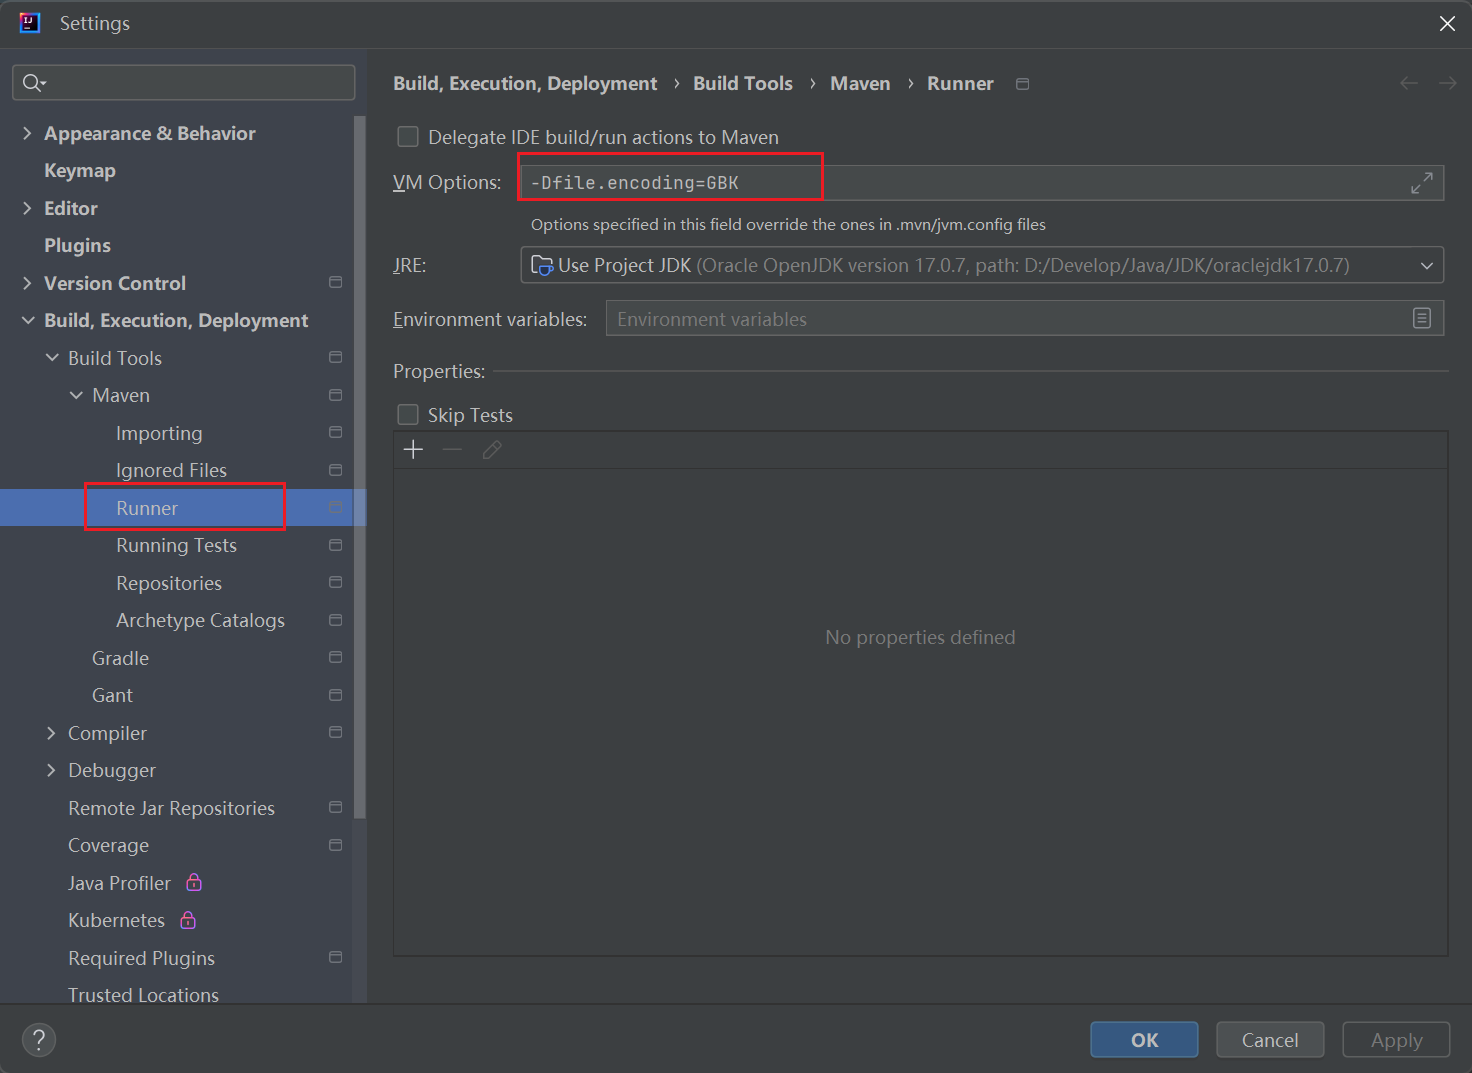 Settings
Build, Execution, Deployment › Build Tools › Maven › Runner
Appearance & Behavior
Keymap
Editor
Plugins
Version Control
Build, Execution, Deployment
Build Tools
Maven
Importing
Ignored Files
Runner
Running Tests
Repositories
Archetype Catalogs
Gradle
Gant
Compiler
Debugger
Remote Jar Repositories
Coverage
Java Profiler
Kubernetes
Required Plugins
Trusted Locations
Delegate IDE build/run actions to Maven
VM Options: -Dfile.encoding=GBK
Options specified in this field override the ones in .mvn/jvm.config files
JRE: Use Project JDK (Oracle OpenJDK version 17.0.7, path: D:/Develop/Java/JDK/oraclejdk17.0.7)
Environment variables: Environment variables
Properties:
Skip Tests
No properties defined
? OK Cancel Apply